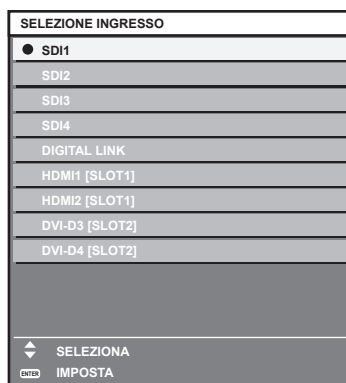 SELEZIONE INGRESSO
SDI1
SDI2
SDI3
SDI4
DIGITAL LINK
HDMI1 [SLOT1]
HDMI2 [SLOT1]
DVI-D3 [SLOT2]
DVI-D4 [SLOT2]
SELEZIONA
ENTER IMPOSTA